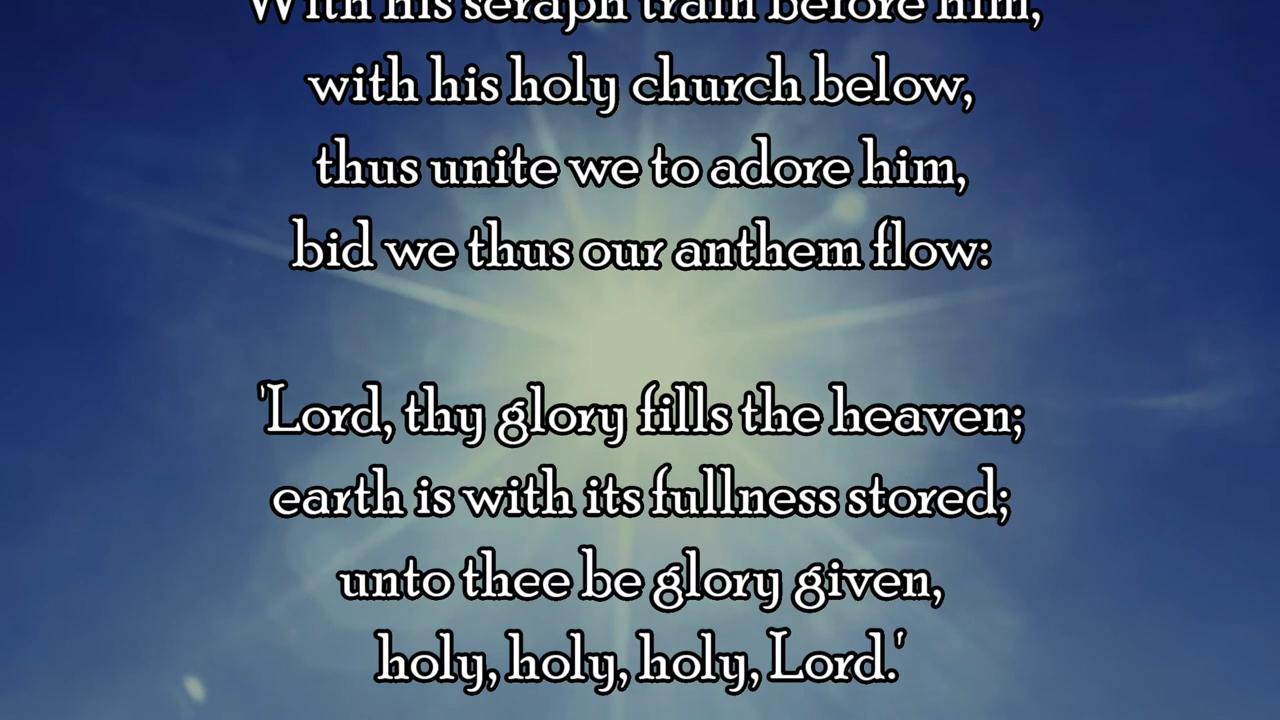 With his seraph train before him,
with his holy church below,
thus unite we to adore him,
bid we thus our anthem flow:
'Lord, thy glory fills the heaven;
earth is with its fullness stored;
unto thee be glory given,
holy, holy, holy, Lord.'